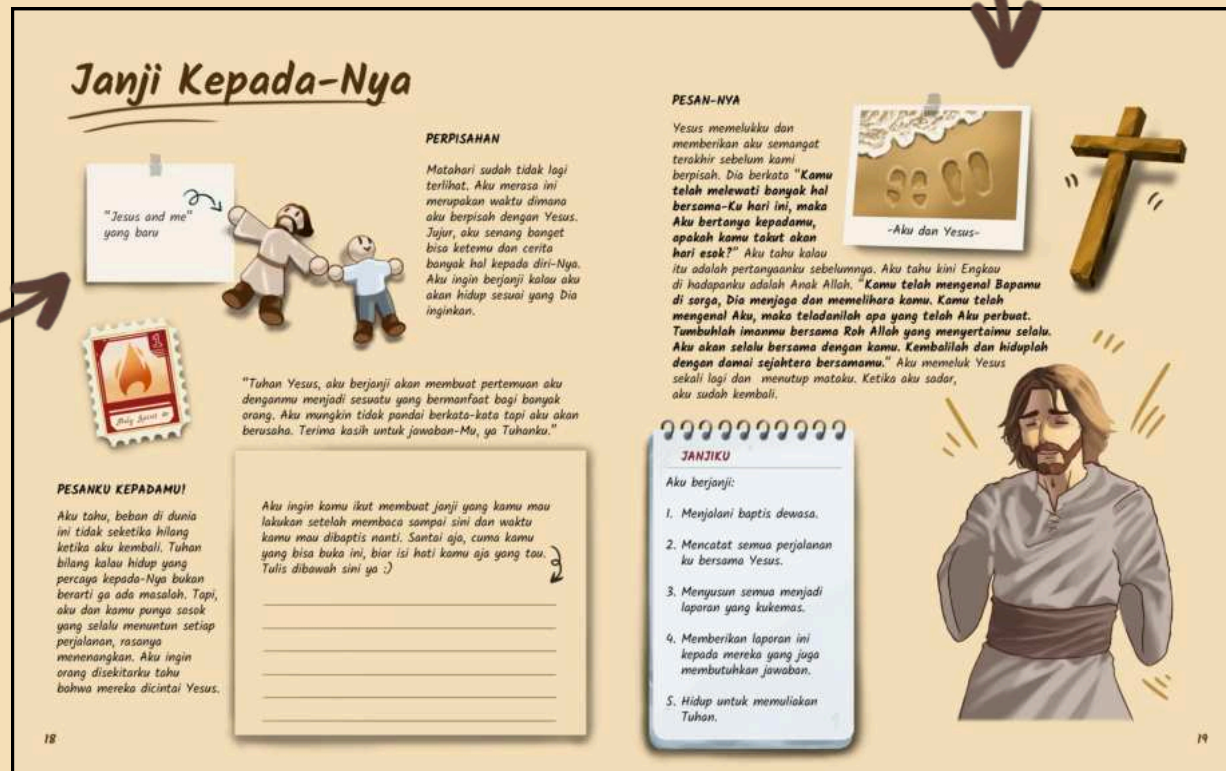 Janji Kepada-Nya
"Jesus and me"
yang baru
PERPISAHAN
Matahari sudah tidak lagi
terlihat. Aku merasa ini
merupakan waktu dimana
aku berpisah dengan Yesus.
Jujur, aku senang banget
bisa ketemu dan cerita
banyak hal kepada diri-Nya.
Aku ingin berjanji kalau aku
akan hidup sesuai yang Dia
inginkan.
1
Holy Spirit
"Tuhan Yesus, aku berjanji akan membuat pertemuan aku
denganmu menjadi sesuatu yang bermanfaat bagi banyak
orang. Aku mungkin tidak pandai berkata-kata tapi aku akan
berusaha. Terima kasih untuk jawaban-Mu, ya Tuhanku."
PESANKU KEPADAMU!
Aku tahu, beban di dunia
ini tidak seketika hilang
ketika aku kembali. Tuhan
bilang kalau hidup yang
percaya kepada-Nya bukan
berarti ga ada masalah. Tapi,
aku dan kamu punya sosok
yang selalu menuntun setiap
perjalanan, rasanya
menenangkan. Aku ingin
orang disekitarku tahu
bahwa mereka dicintai Yesus.
Aku ingin kamu ikut membuat janji yang kamu mau
lakukan setelah membaca sampai sini dan waktu
kamu mau dibaptis nanti. Santai aja, cuma kamu
yang bisa buka ini, biar isi hati kamu aja yang tau.
Tulis dibawah sini ya :)
18
PESAN-NYA
Yesus memelukku dan
memberikan aku semangat
terakhir sebelum kami
berpisah. Dia berkata "Kamu
telah melewati banyak hal
bersama-Ku hari ini, maka
Aku bertanya kepadamu,
apakah kamu takut akan
hari esok?" Aku tahu kalau
itu adalah pertanyaanku sebelumnya. Aku tahu kini Engkau
di hadapanku adalah Anak Allah. "Kamu telah mengenal Bapamu
di sorga, Dia menjaga dan memelihara kamu. Kamu telah
mengenal Aku, maka teladanilah apa yang telah Aku perbuat.
Tumbuhlah imanmu bersama Roh Allah yang menyertaimu selalu.
Aku akan selalu bersama dengan kamu. Kembalilah dan hiduplah
dengan damai sejahtera bersamamu." Aku memeluk Yesus
sekali lagi dan menutup mataku. Ketika aku sadar,
aku sudah kembali.
-Aku dan Yesus-
JANJIKU
Aku berjanji:
1. Menjalani baptis dewasa.
2. Mencatat semua perjalanan
ku bersama Yesus.
3. Menyusun semua menjadi
laporan yang kukemas.
4. Memberikan laporan ini
kepada mereka yang juga
membutuhkan jawaban.
5. Hidup untuk memuliakan
Tuhan.
19